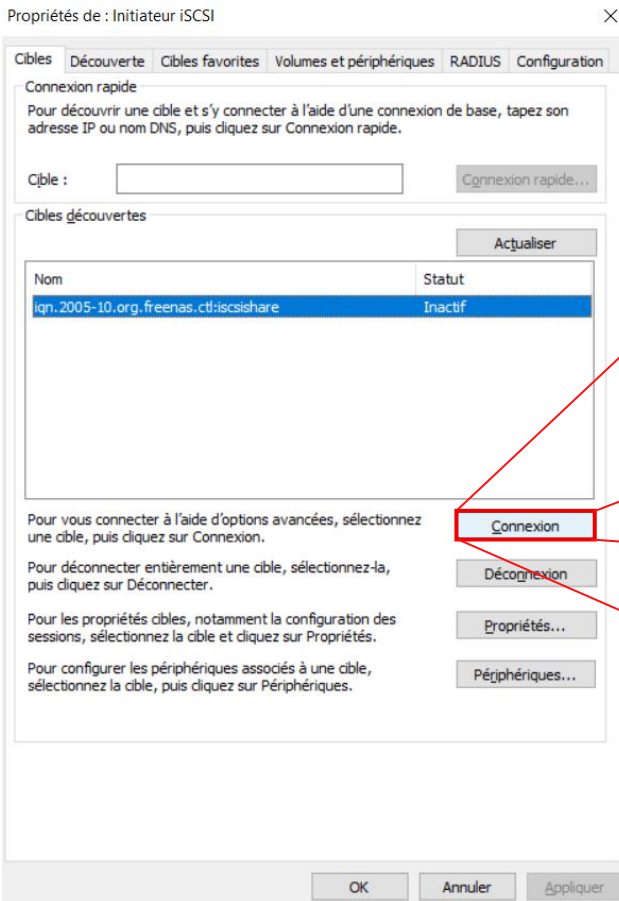 Propriétés de : Initiateur iSCSI
Cibles Découverte Cibles favorites Volumes et périphériques RADIUS Configuration
Connexion rapide
Pour découvrir une cible et s'y connecter à l'aide d'une connexion de base, tapez son
adresse IP ou nom DNS, puis cliquez sur Connexion rapide.
Cible :
Connexion rapide...
Cibles découvertes
Actualiser
Nom Statut
iqn.2005-10.org.freenas.ctl:iscsishare Inactif
Pour vous connecter à l'aide d'options avancées, sélectionnez
une cible, puis cliquez sur Connexion.
Connexion
Pour déconnecter entièrement une cible, sélectionnez-la,
puis cliquez sur Déconnecter.
Déconnexion
Pour les propriétés cibles, notamment la configuration des
sessions, sélectionnez la cible et cliquez sur Propriétés.
Propriétés...
Pour configurer les périphériques associés à une cible,
sélectionnez la cible, puis cliquez sur Périphériques.
Périphériques...
OK Annuler Appliquer